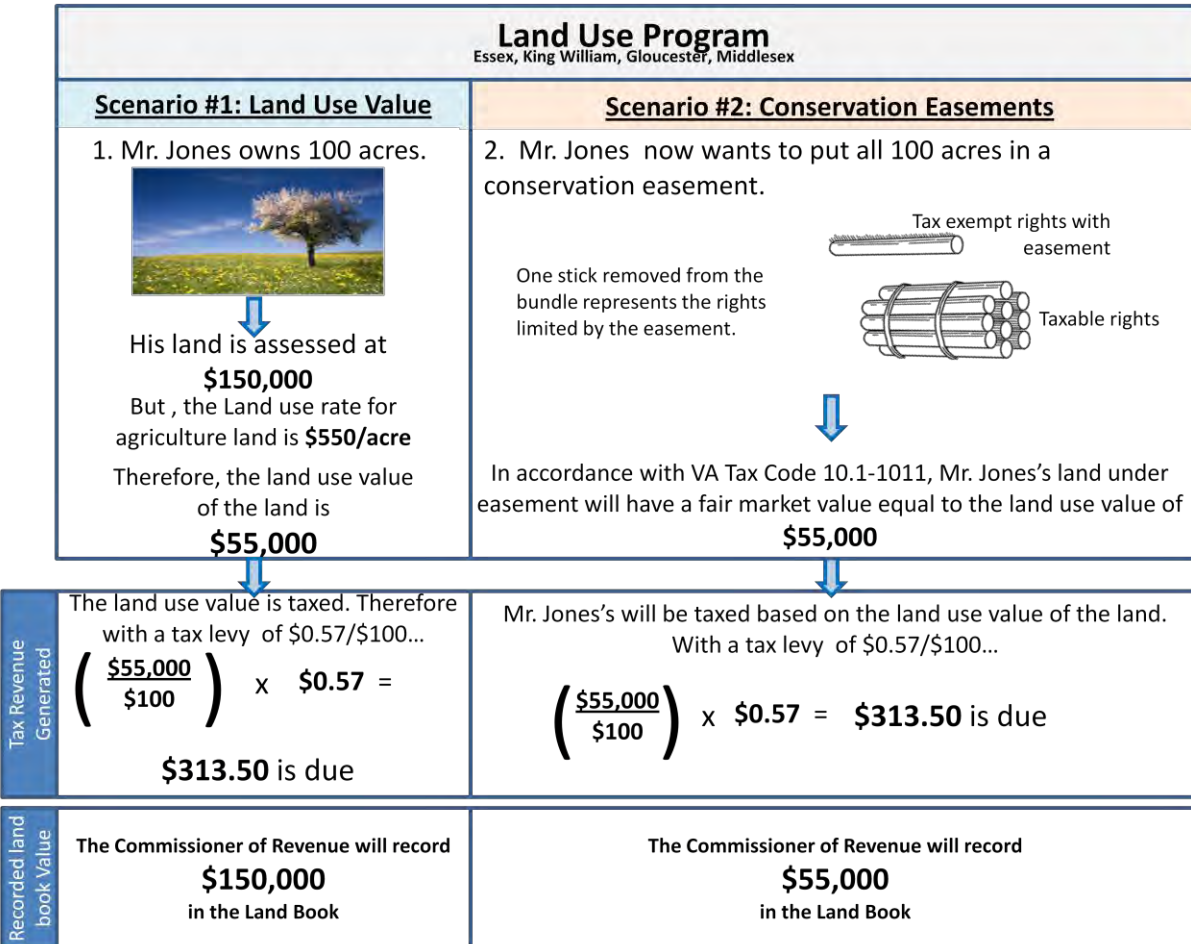 Land Use Program
Essex, King William, Gloucester, Middlesex
Scenario #1: Land Use Value
1. Mr. Jones owns 100 acres.
His land is assessed at
$150,000
But , the Land use rate for
agriculture land is $550/acre
Therefore, the land use value
of the land is
$55,000
Scenario #2: Conservation Easements
2. Mr. Jones now wants to put all 100 acres in a
conservation easement.
Tax exempt rights with
easement
One stick removed from the
bundle represents the rights
limited by the easement.
Taxable rights
In accordance with VA Tax Code 10.1-1011, Mr. Jones's land under
easement will have a fair market value equal to the land use value of
$55,000
Tax Revenue
Generated
The land use value is taxed. Therefore
with a tax levy of $0.57/$100…
( $55,000
$100 ) x $0.57 =
$313.50 is due
Mr. Jones's will be taxed based on the land use value of the land.
With a tax levy of $0.57/$100…
( $55,000
$100 ) x $0.57 = $313.50 is due
Recorded land
book Value
The Commissioner of Revenue will record
$150,000
in the Land Book
The Commissioner of Revenue will record
$55,000
in the Land Book